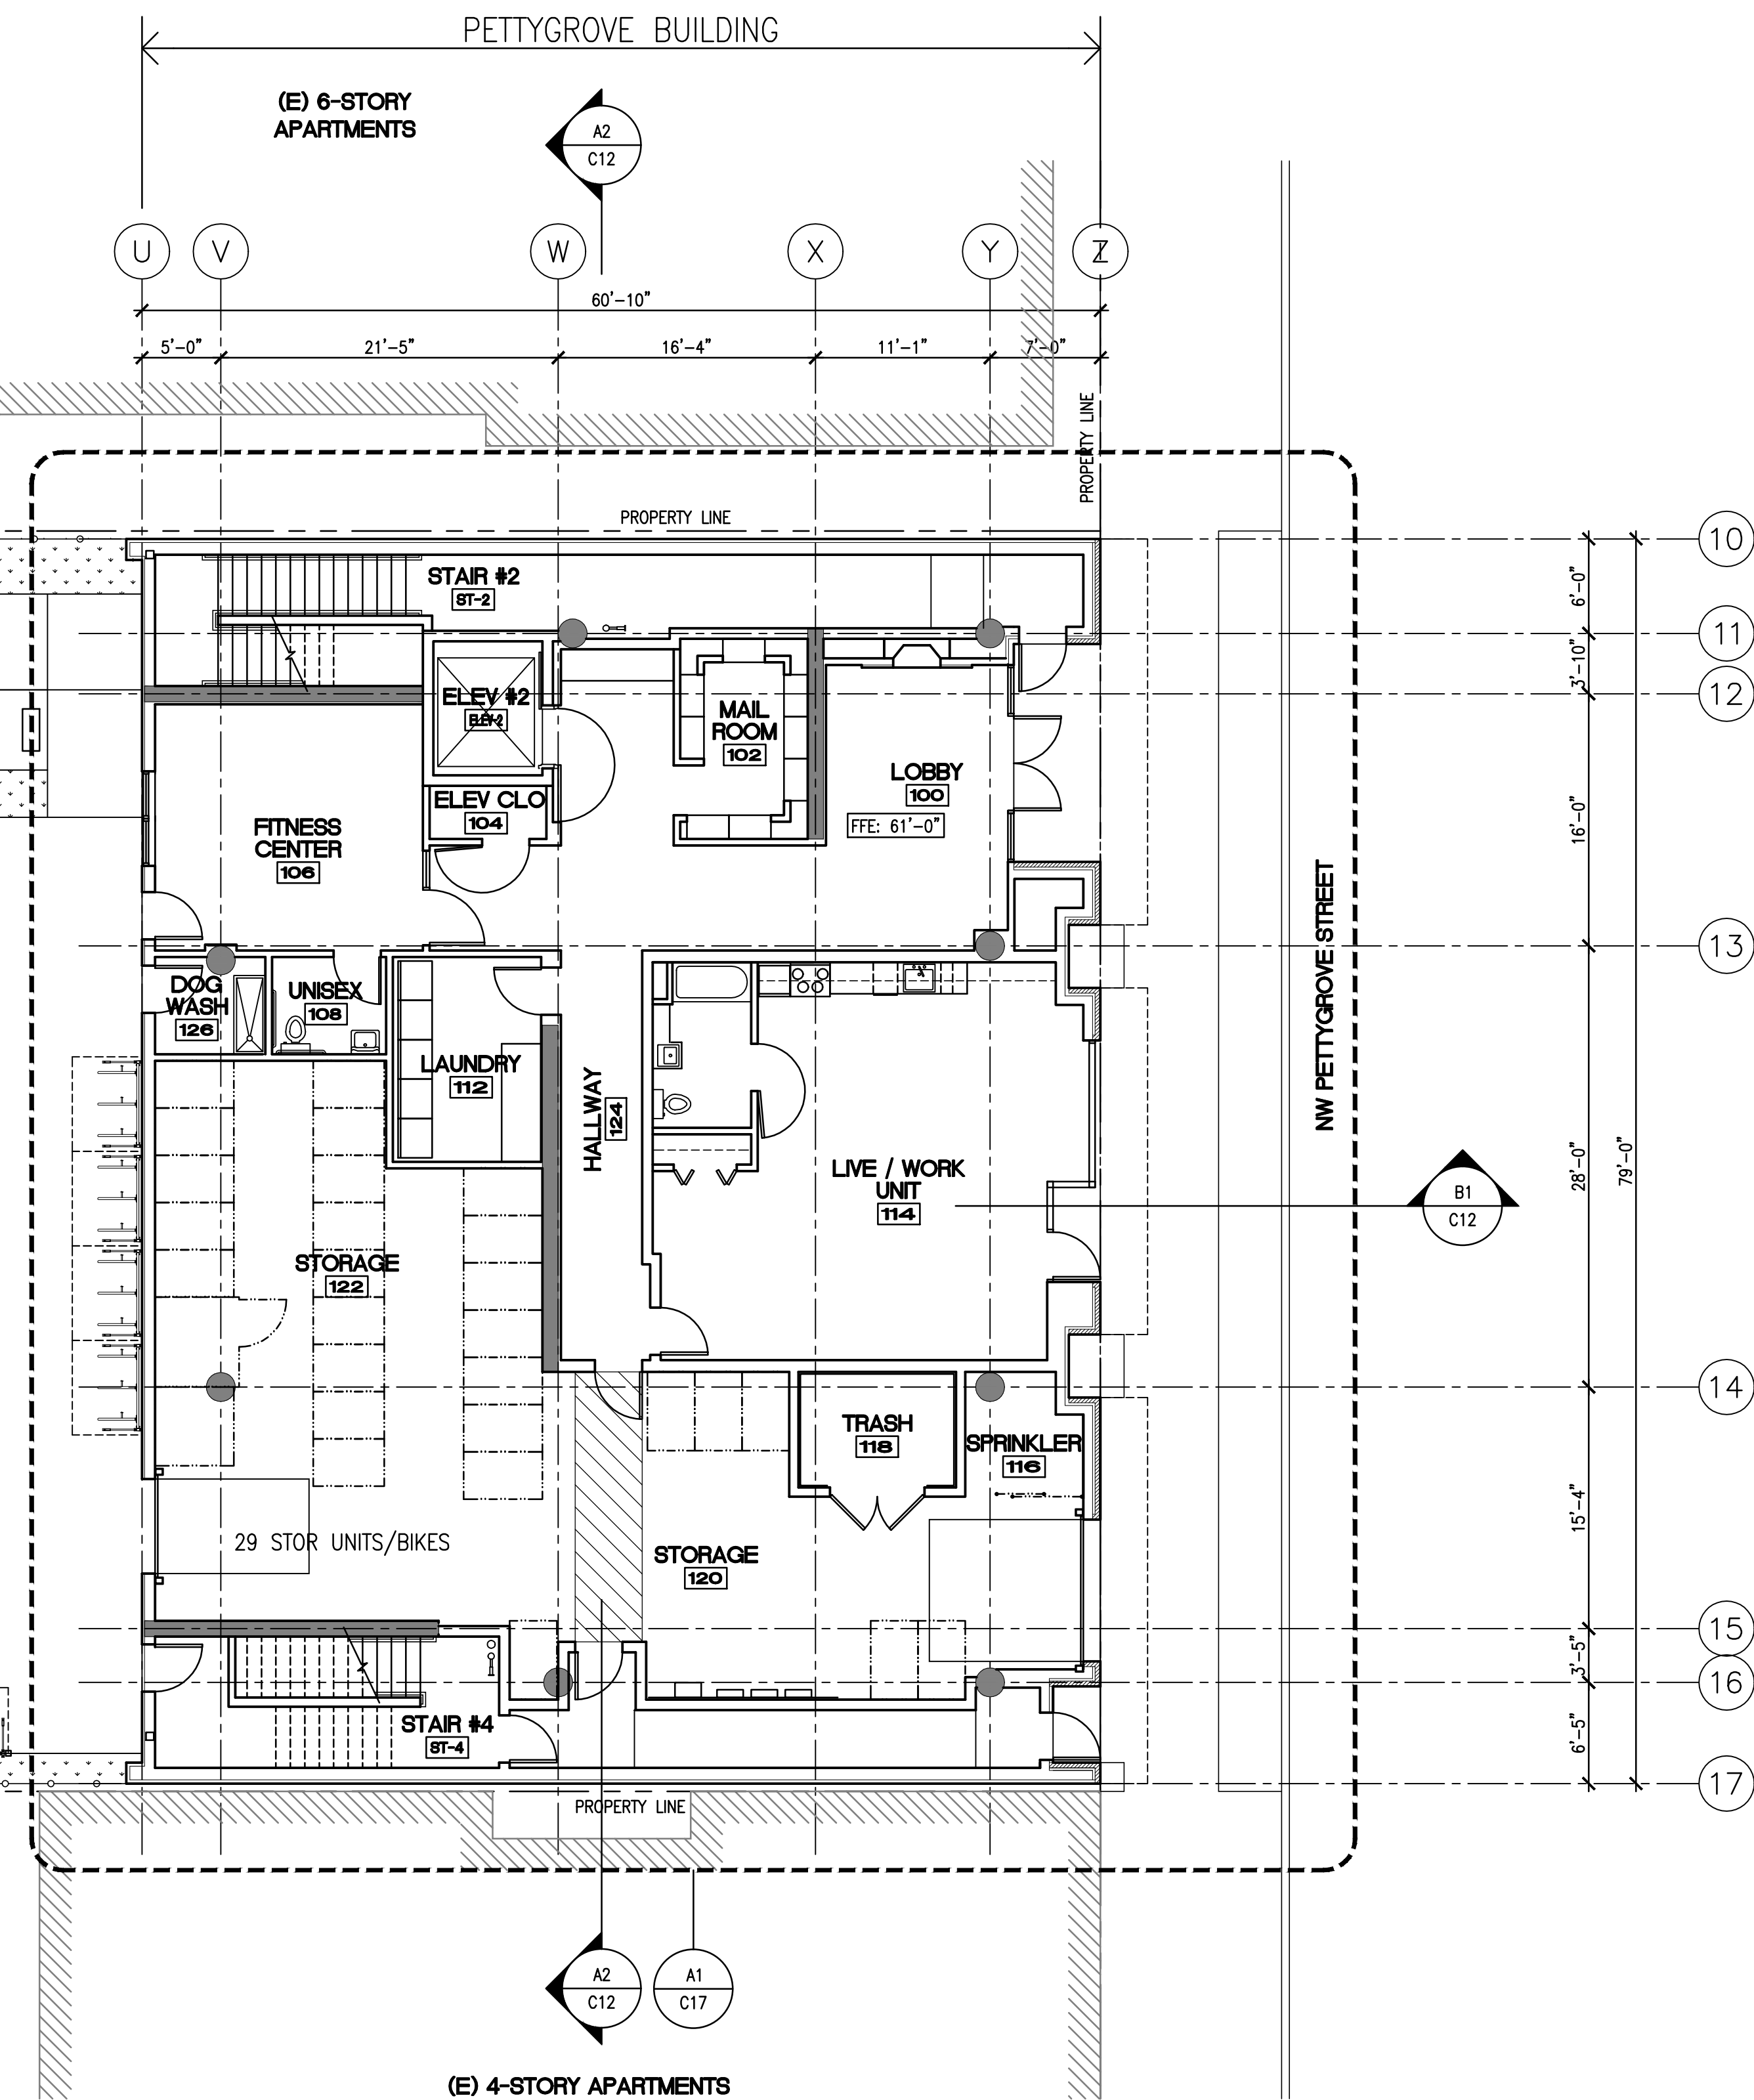 PETTYGROVE BUILDING
(E) 6-STORY
APARTMENTS
A2
C12
U
V
W
X
Y
Z
60'-10"
5'-0"
21'-5"
16'-4"
11'-1"
7'-0"
PROPERTY LINE
PROPERTY LINE
10
6'-0"
STAIR #2
ST-2
11
3'-10"
12
ELEV #2
ELEV-2
MAIL
ROOM
102
LOBBY
100
FFE: 61'-0"
ELEV CLO
104
FITNESS
CENTER
106
16'-0"
NW PETTYGROVE STREET
13
DOG
WASH
126
UNISEX
108
LAUNDRY
112
HALLWAY
124
LIVE / WORK
UNIT
114
28'-0"
79'-0"
B1
C12
STORAGE
122
14
TRASH
118
SPRINKLER
116
15'-4"
29 STOR UNITS/BIKES
STORAGE
120
15
3'-5"
16
STAIR #4
ST-4
6'-5"
17
PROPERTY LINE
A2
C12
A1
C17
(E) 4-STORY APARTMENTS